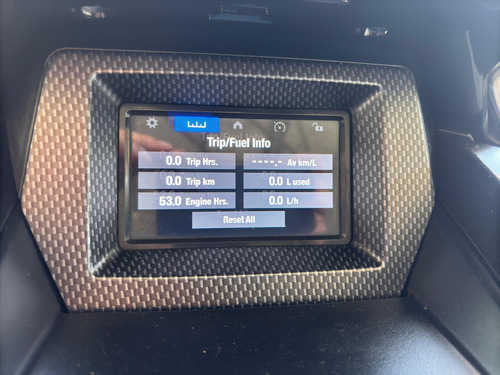 Trip/Fuel Info
0.0 Trip Hrs. ----.- Av km/L
0.0 Trip km 0.0 L used
53.0 Engine Hrs. 0.0 L/h
Reset All